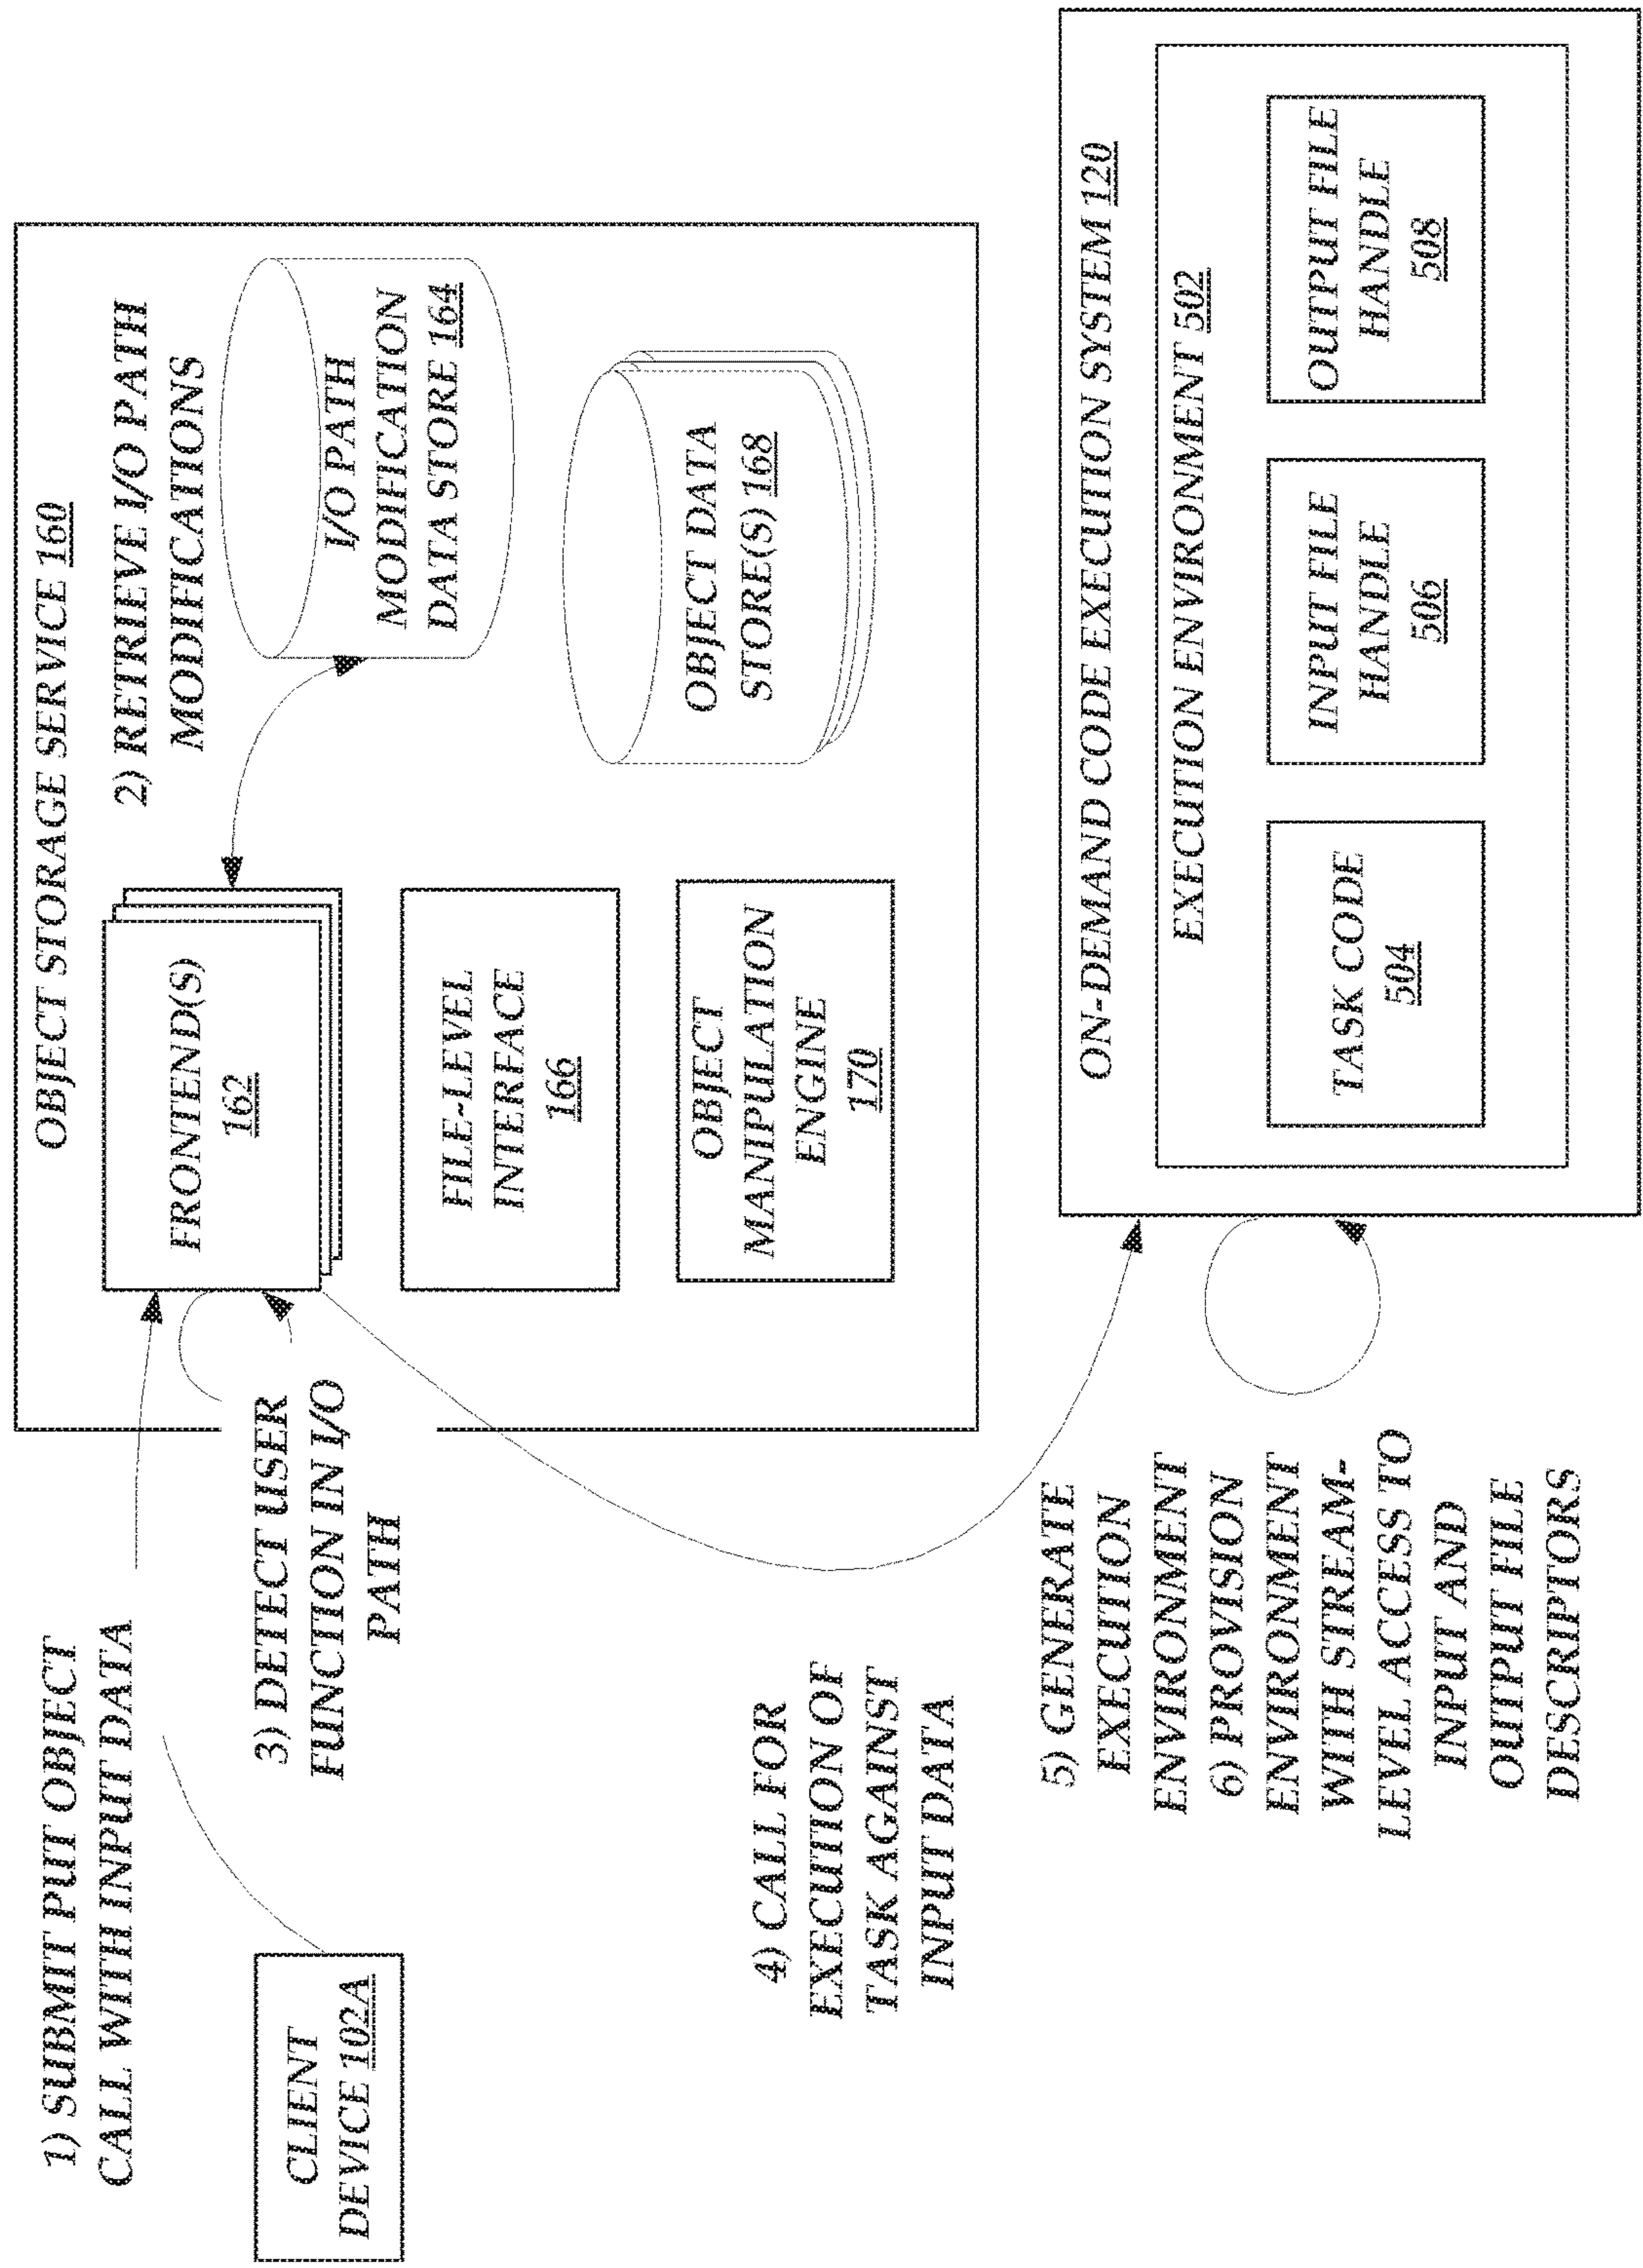 1) SUBMIT PUT OBJECT
CALL WITH INPUT DATA
CLIENT
DEVICE 102A
OBJECT STORAGE SERVICE 160
FRONTEND(S)
162
2) RETRIEVE I/O PATH
MODIFICATIONS
I/O PATH
MODIFICATION
DATA STORE 164
3) DETECT USER
FUNCTION IN I/O
PATH
FILE-LEVEL
INTERFACE
166
OBJECT DATA
STORE(S) 168
OBJECT
MANIPULATION
ENGINE
170
4) CALL FOR
EXECUTION OF
TASK AGAINST
INPUT DATA
5) GENERATE
EXECUTION
ENVIRONMENT
6) PROVISION
ENVIRONMENT
WITH STREAM-
LEVEL ACCESS TO
INPUT AND
OUTPUT FILE
DESCRIPTORS
ON-DEMAND CODE EXECUTION SYSTEM 120
EXECUTION ENVIRONMENT 502
TASK CODE
504
INPUT FILE
HANDLE
506
OUTPUT FILE
HANDLE
508